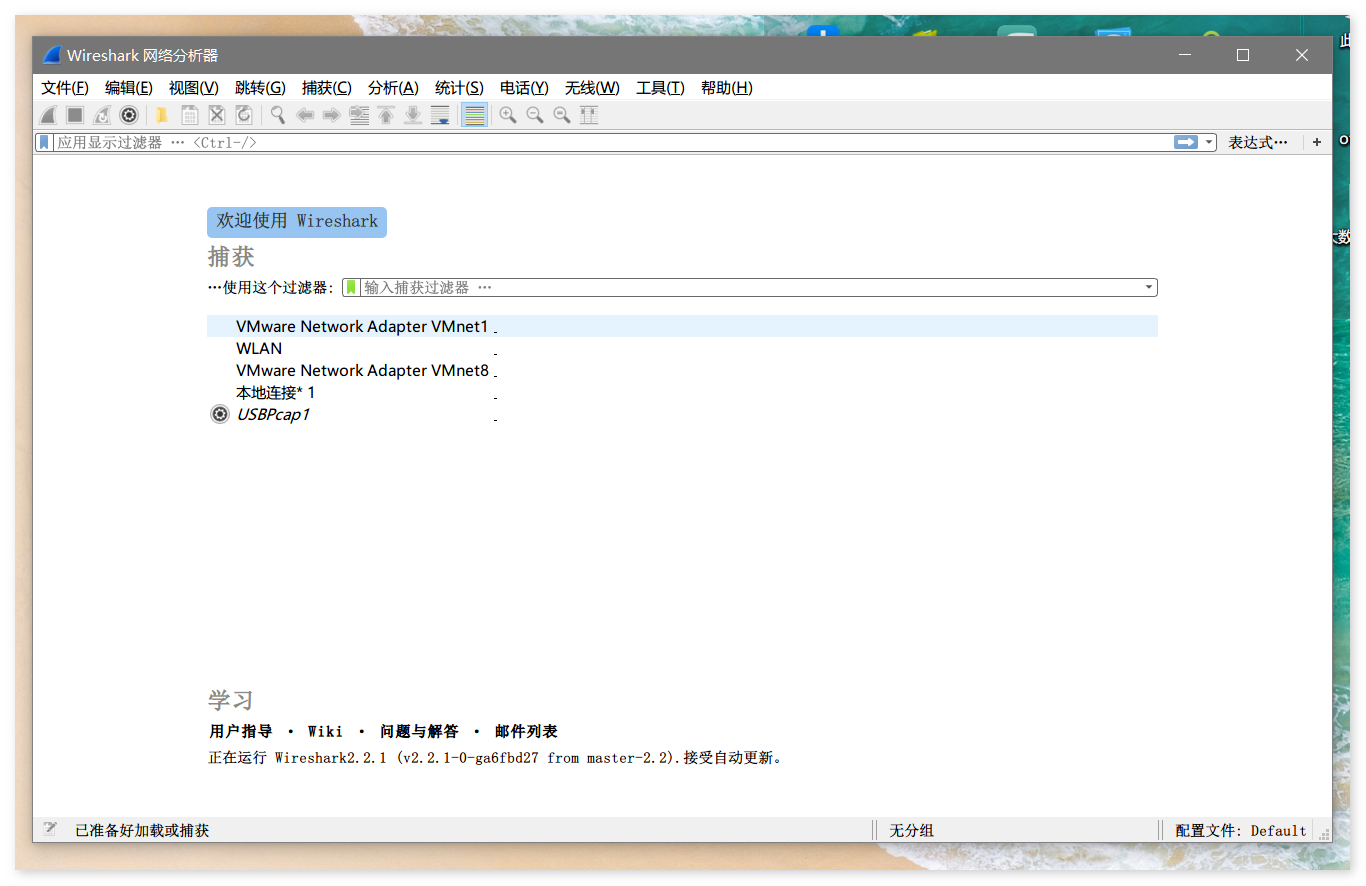 Wireshark 网络分析器
文件(F) 编辑(E) 视图(V) 跳转(G) 捕获(C) 分析(A) 统计(S) 电话(Y) 无线(W) 工具(T) 帮助(H)
应用显示过滤器 … <Ctrl-/> 表达式… +
欢迎使用 Wireshark
捕获
…使用这个过滤器: 输入捕获过滤器 …
VMware Network Adapter VMnet1
WLAN
VMware Network Adapter VMnet8
本地连接* 1
USBPcap1
学习
用户指导 · Wiki · 问题与解答 · 邮件列表
正在运行 Wireshark2.2.1 (v2.2.1-0-ga6fbd27 from master-2.2).接受自动更新。
已准备好加载或捕获 无分组 配置文件: Default